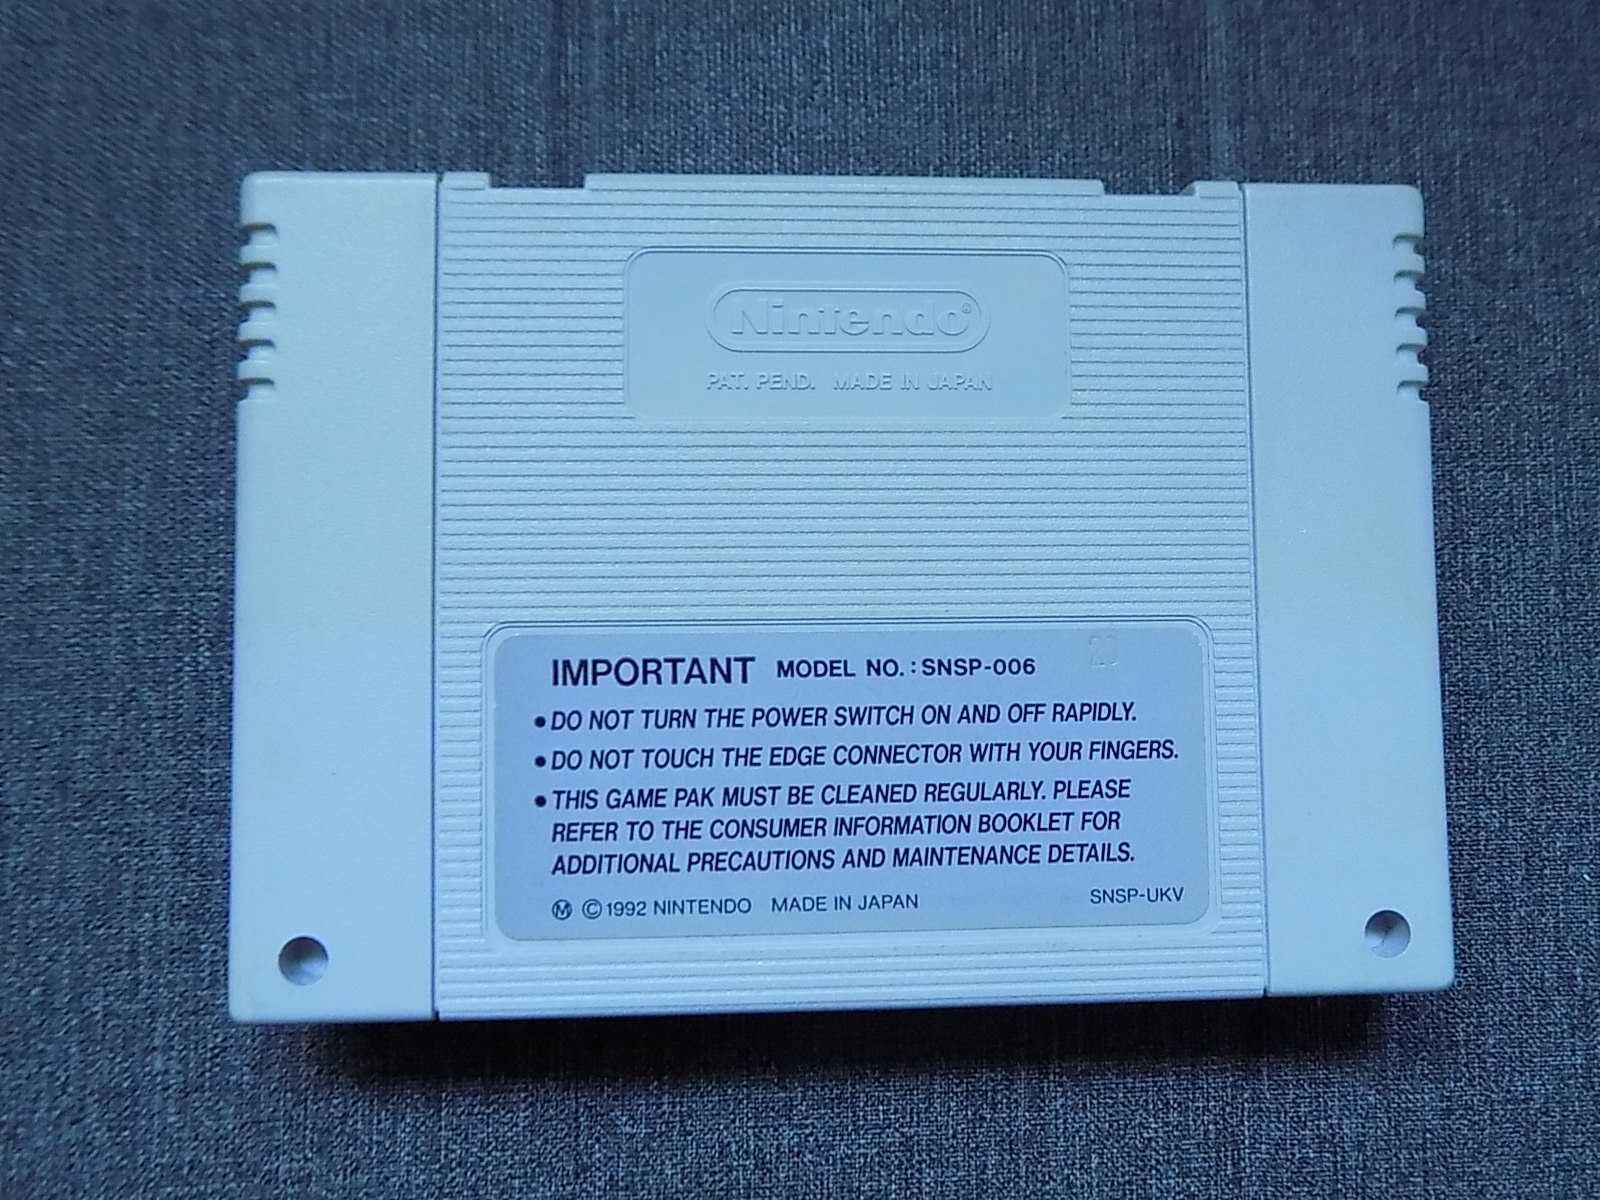 Nintendo®
PAT. PEND. MADE IN JAPAN
20
IMPORTANT MODEL NO.: SNSP-006
• DO NOT TURN THE POWER SWITCH ON AND OFF RAPIDLY.
• DO NOT TOUCH THE EDGE CONNECTOR WITH YOUR FINGERS.
• THIS GAME PAK MUST BE CLEANED REGULARLY. PLEASE
REFER TO THE CONSUMER INFORMATION BOOKLET FOR
ADDITIONAL PRECAUTIONS AND MAINTENANCE DETAILS.
Ⓜ © 1992 NINTENDO MADE IN JAPAN SNSP-UKV